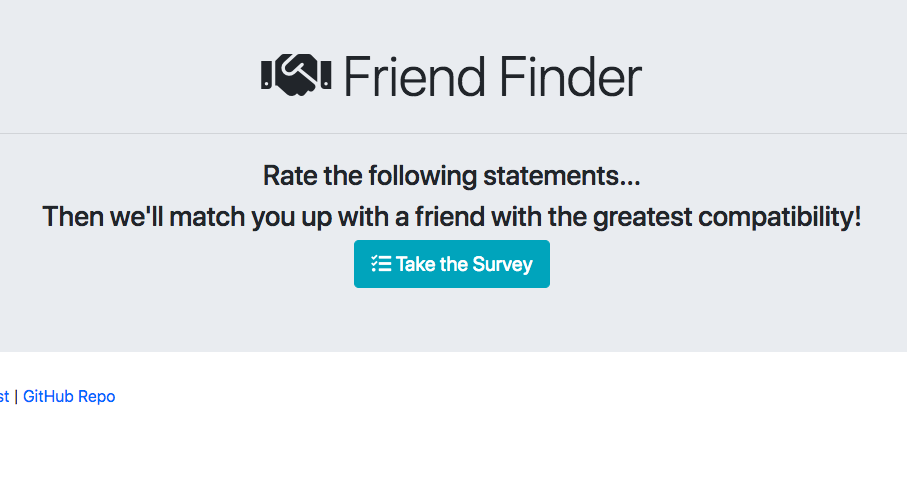 Friend Finder
Rate the following statements...
Then we'll match you up with a friend with the greatest compatibility!
Take the Survey
| GitHub Repo